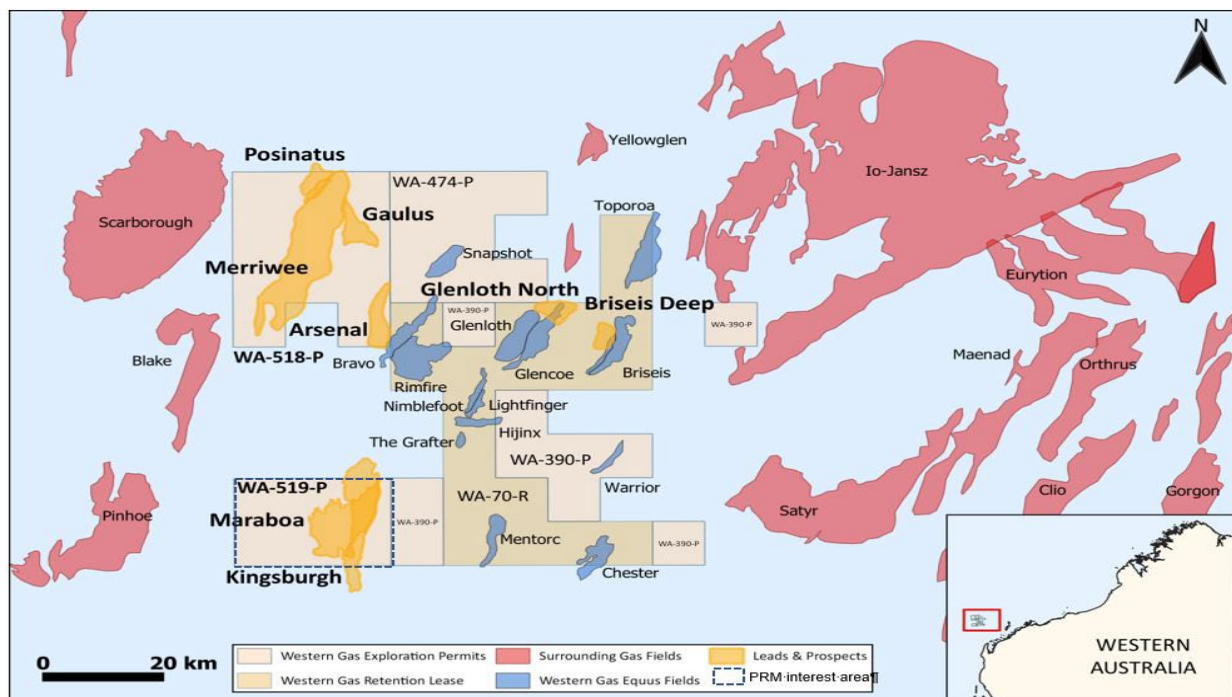 N
Yellowglen
Posinatus
WA-474-P
Io-Jansz
Scarborough
Gaulus
Toporoa
Snapshot
Merriwee
Eurytion
Glenloth North
Briseis Deep
WA-390-P
WA-390-P
Glenloth
Arsenal
Blake
WA-518-P
Bravo
Maenad
Orthrus
Glencoe
Briseis
Rimfire
Nimblefoot
Lightfinger
Hijinx
The Grafter
WA-390-P
WA-519-P
Warrior
WA-70-R
Clio
Gorgon
Satyr
Pinhoe
Maraboa
WA-390-P
Mentorc
WA-390-P
Kingsburgh
Chester
0 20 km
Western Gas Exploration Permits
Surrounding Gas Fields
Leads & Prospects
Western Gas Retention Lease
Western Gas Equus Fields
PRM·interest·area¶
WESTERN
AUSTRALIA